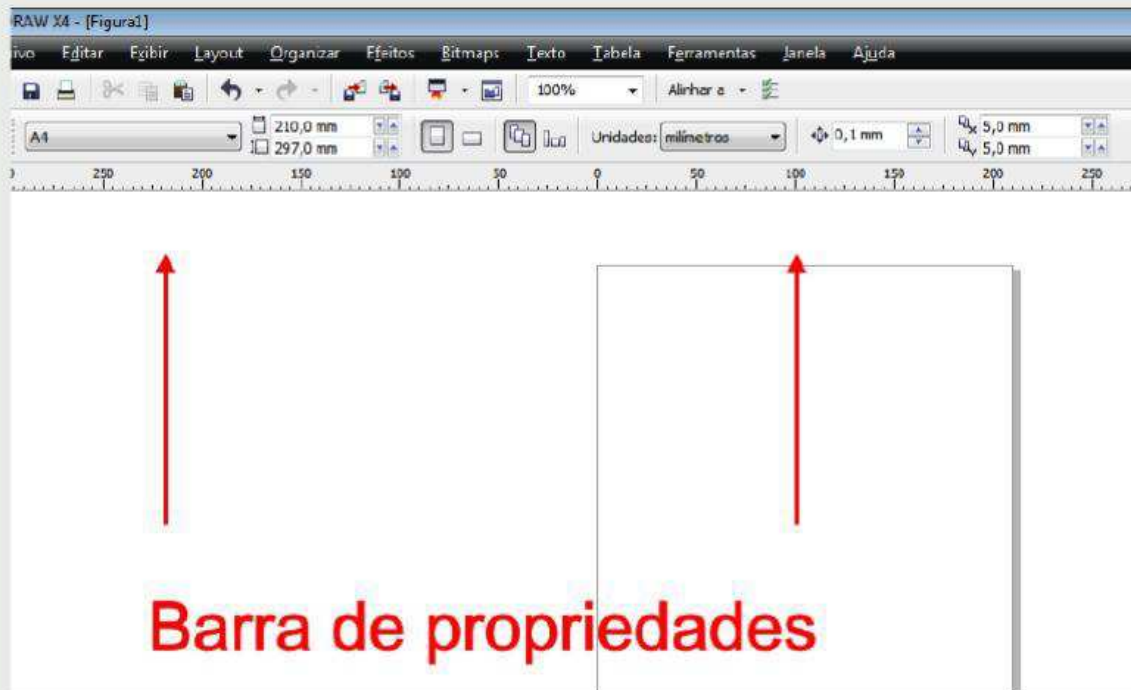 RAW X4 - [Figura1]
ivo Editar Exibir Layout Organizar Efeitos Bitmaps Texto Tabela Ferramentas Janela Ajuda
100% Alinhar a
A4 210,0 mm 297,0 mm Unidades: milímetros 0,1 mm 5,0 mm 5,0 mm
250 200 150 100 50 0 50 100 150 200 250
Barra de propriedades